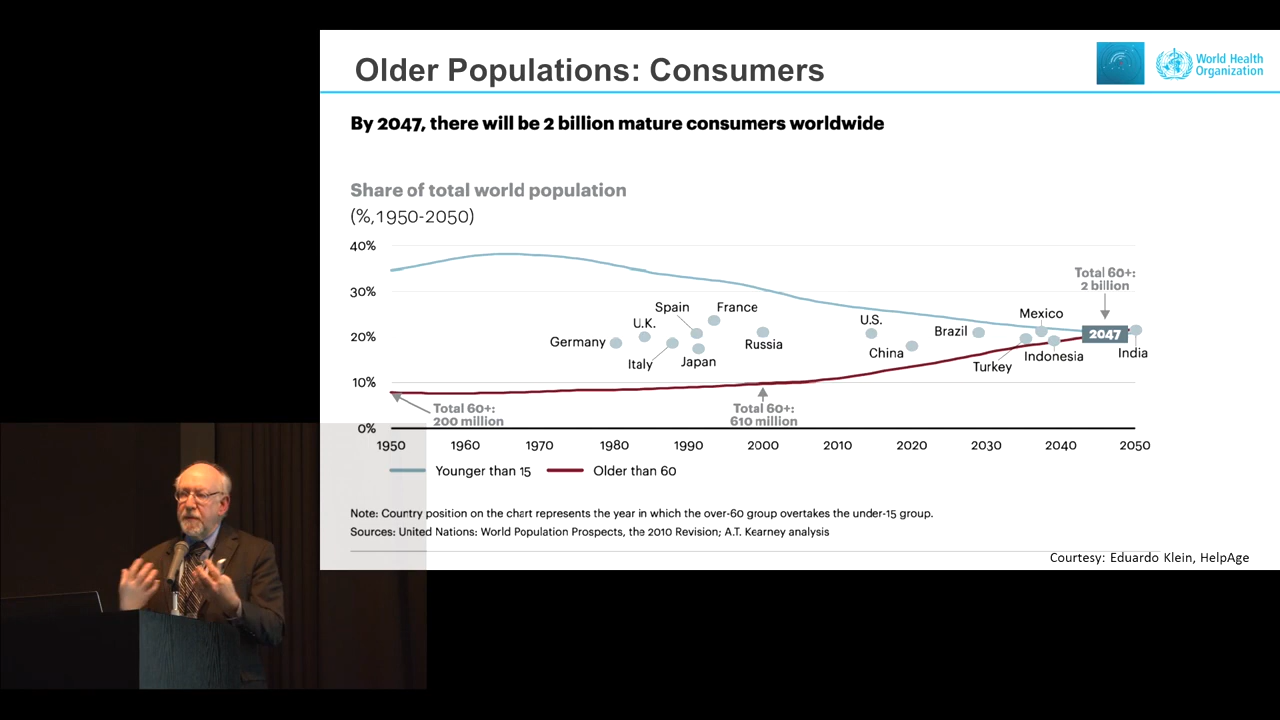 Older Populations: Consumers
World Health
Organization
By 2047, there will be 2 billion mature consumers worldwide
Share of total world population
(%,1950-2050)
40%
30%
20%
10%
0%
Total 60+:
2 billion
Spain
France
U.K.
Germany
Italy
Japan
Russia
U.S.
China
Brazil
Mexico
Turkey
Indonesia
2047
India
Total 60+:
200 million
Total 60+:
610 million
1950 1960 1970 1980 1990 2000 2010 2020 2030 2040 2050
Younger than 15 Older than 60
Note: Country position on the chart represents the year in which the over-60 group overtakes the under-15 group.
Sources: United Nations: World Population Prospects, the 2010 Revision; A.T. Kearney analysis
Courtesy: Eduardo Klein, HelpAge